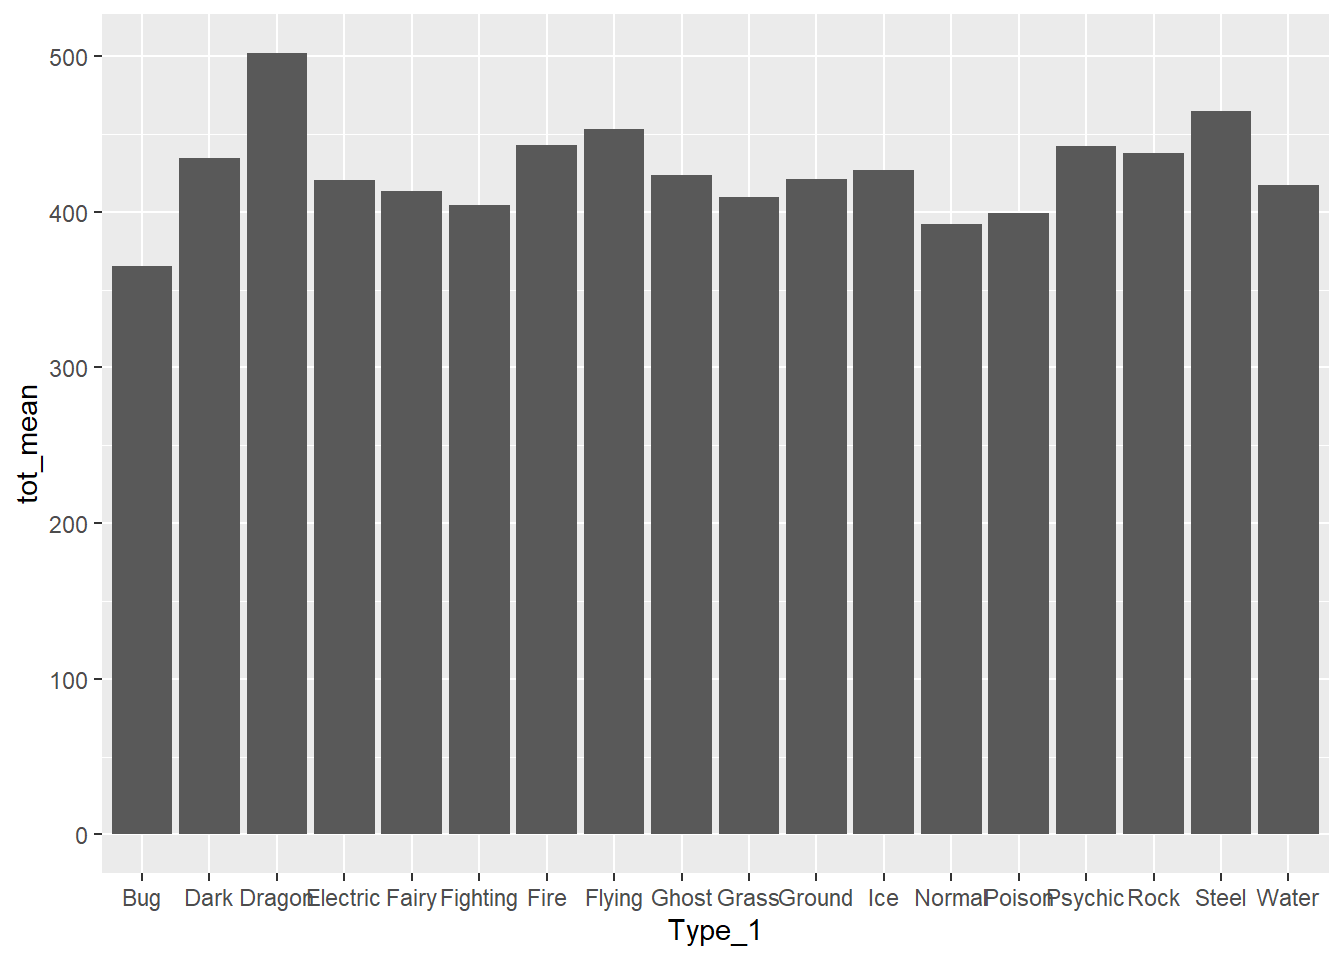 tot_mean
500
400
300
200
100
0
Bug Dark Dragon Electric Fairy Fighting Fire Flying Ghost Grass Ground Ice Normal Poison Psychic Rock Steel Water
Type_1